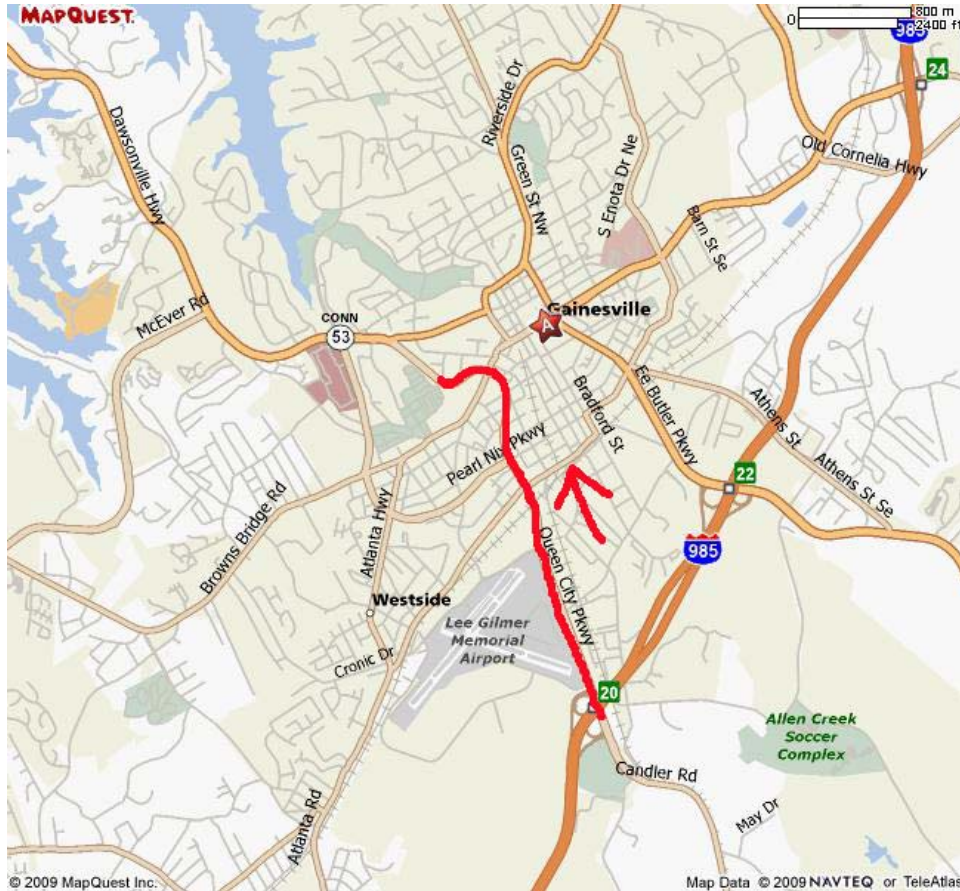 MAPQUEST.
0
800 m
2400 ft
985
24
Riverside Dr
Dawsonville Hwy
Green St Nw
Old Cornelia Hwy
S Enota Dr Ne
Barn St Se
McEver Rd
CONN
53
Gainesville
A
Ee Butler Pkwy
Bradford St
Athens St
Pearl Nix Pkwy
Athens St Se
22
Browns Bridge Rd
Atlanta Hwy
985
Queen City Pkwy
Westside
Lee Gilmer
Memorial
Airport
Cronic Dr
20
Allen Creek
Soccer
Complex
Candler Rd
May Dr
Atlanta Rd
© 2009 MapQuest Inc.
Map Data © 2009 NAVTEQ or TeleAtlas